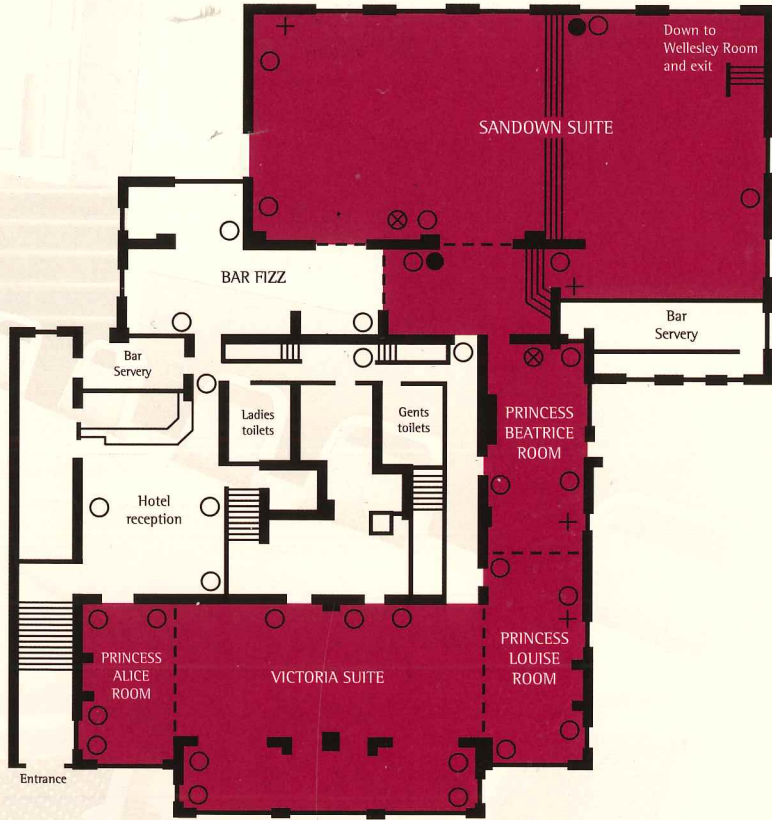 Down to
Wellesley Room
and exit
SANDOWN SUITE
BAR FIZZ
Bar
Servery
Bar
Servery
Ladies
toilets
Gents
toilets
PRINCESS
BEATRICE
ROOM
Hotel
reception
PRINCESS
ALICE
ROOM
VICTORIA SUITE
PRINCESS
LOUISE
ROOM
Entrance